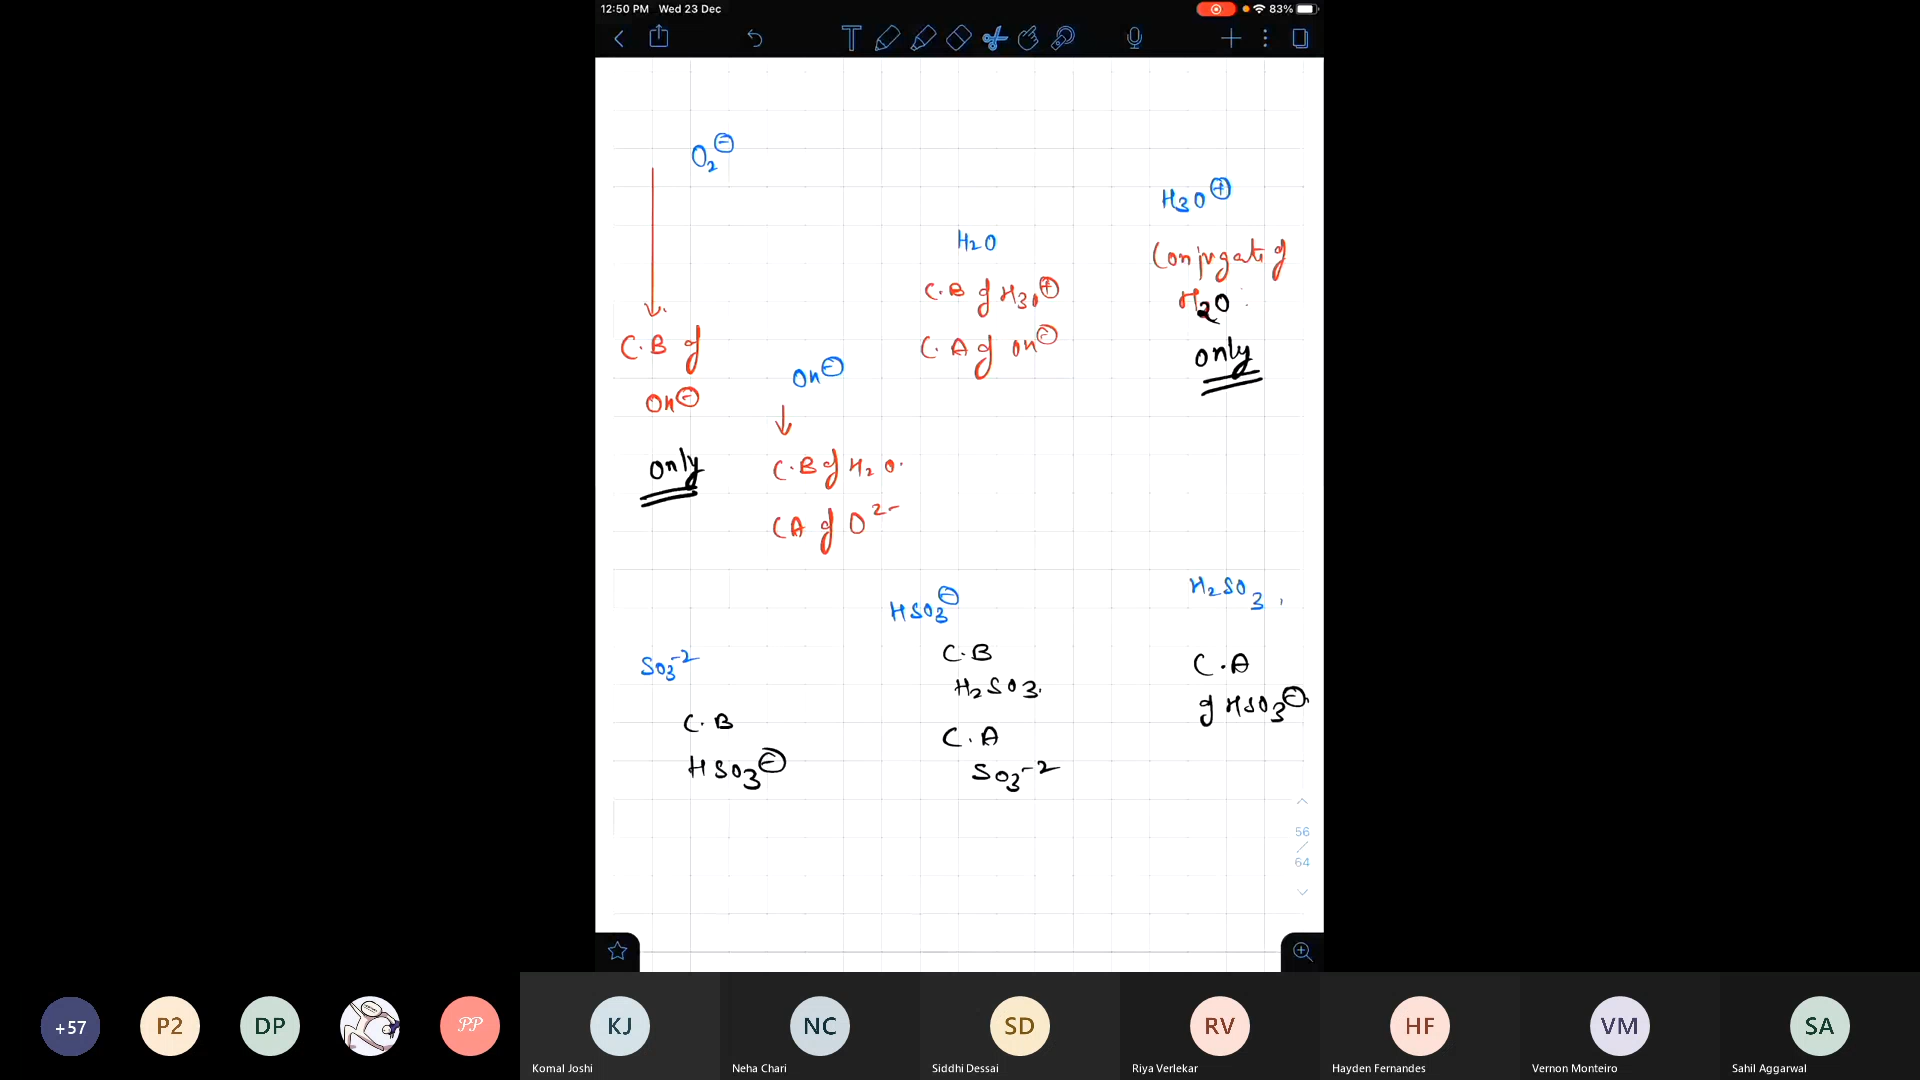 12:50 PM Wed 23 Dec
83%
O₂⊖
H₃O⊕
H₂O
Conjugate of
H₂O
only
C.B of H₃O⊕
C.A of OH⊖
C.B of
OH⊖
only
OH⊖
↓
C.B of H₂O.
CA of O²⁻
SO₃⁻²
C.B
HSO₃⊖
HSO₃⊖
C.B
H₂SO₃.
C.A
SO₃⁻²
H₂SO₃
C.A
of HSO₃⊖
56
/
64
+57
P2
DP
PP
KJ
Komal Joshi
NC
Neha Chari
SD
Siddhi Dessai
RV
Riya Verlekar
HF
Hayden Fernandes
VM
Vernon Monteiro
SA
Sahil Aggarwal